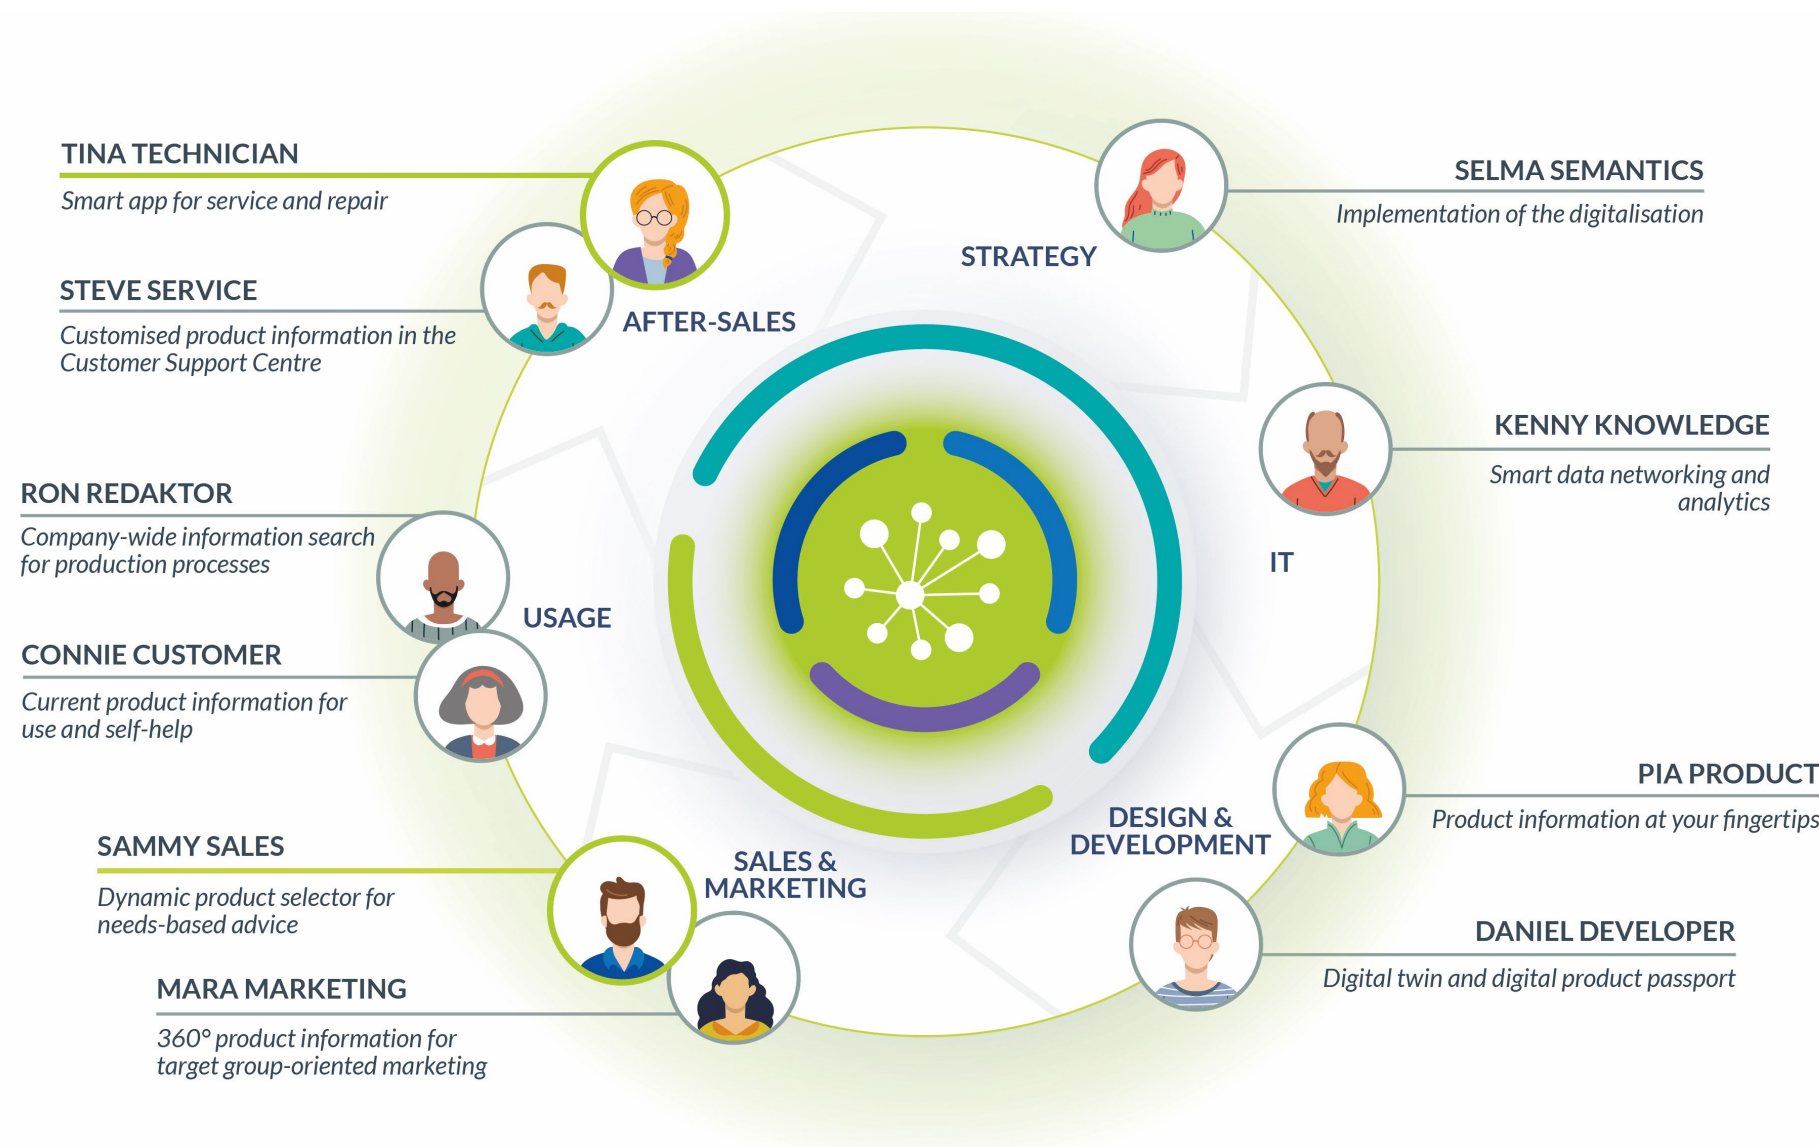 TINA TECHNICIAN
Smart app for service and repair
STEVE SERVICE
Customised product information in the
Customer Support Centre
AFTER-SALES
RON REDAKTOR
Company-wide information search
for production processes
USAGE
CONNIE CUSTOMER
Current product information for
use and self-help
SAMMY SALES
Dynamic product selector for
needs-based advice
SALES &
MARKETING
MARA MARKETING
360° product information for
target group-oriented marketing
STRATEGY
SELMA SEMANTICS
Implementation of the digitalisation
KENNY KNOWLEDGE
Smart data networking and
analytics
IT
PIA PRODUCT
Product information at your fingertips
DESIGN &
DEVELOPMENT
DANIEL DEVELOPER
Digital twin and digital product passport